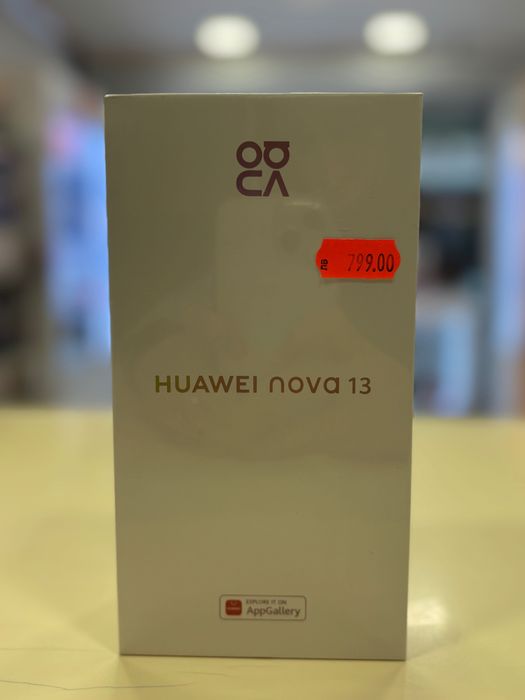 лв 799.00
HUAWEI nova 13
EXPLORE IT ON
AppGallery